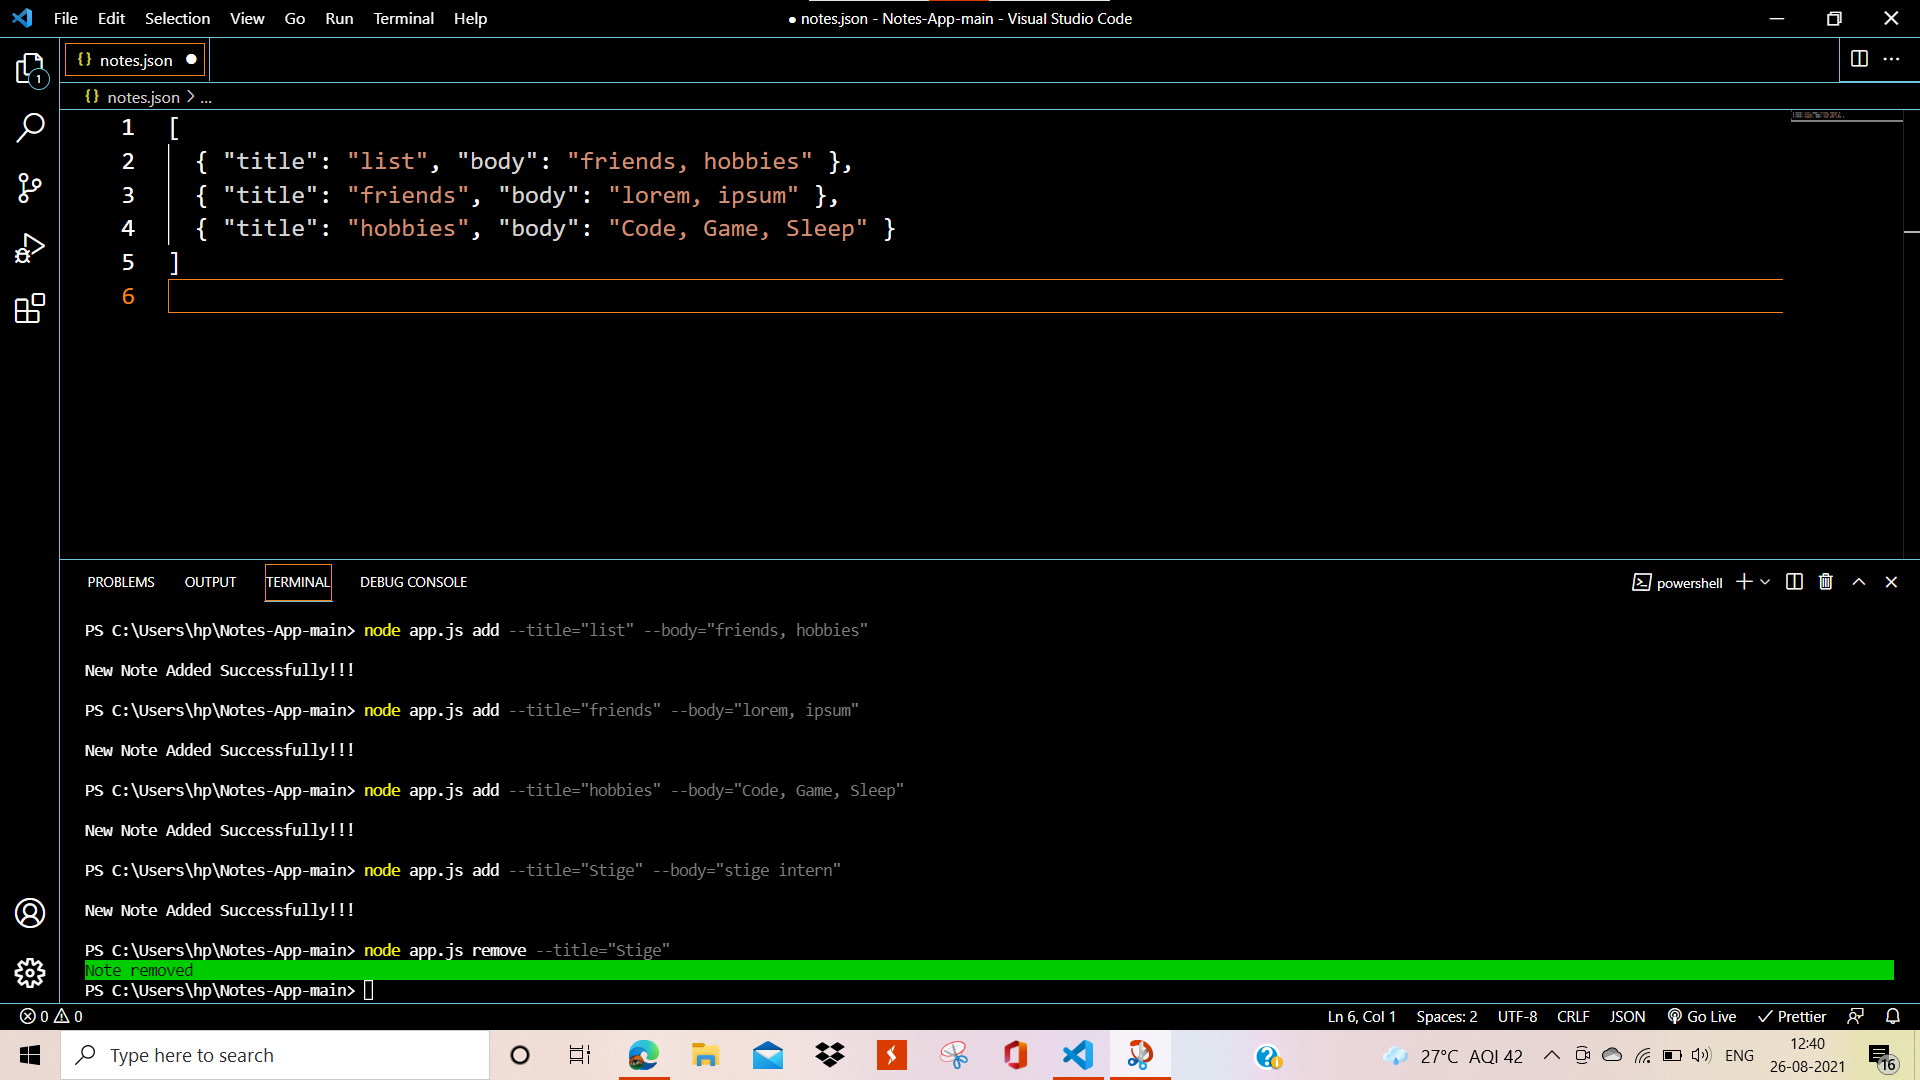 File Edit Selection View Go Run Terminal Help
● notes.json - Notes-App-main - Visual Studio Code
{} notes.json ●
1
{} notes.json > ...
1 [
2 { "title": "list", "body": "friends, hobbies" },
3 { "title": "friends", "body": "lorem, ipsum" },
4 { "title": "hobbies", "body": "Code, Game, Sleep" }
5 ]
6
PROBLEMS OUTPUT TERMINAL DEBUG CONSOLE
powershell
PS C:\Users\hp\Notes-App-main> node app.js add --title="list" --body="friends, hobbies"
New Note Added Successfully!!!
PS C:\Users\hp\Notes-App-main> node app.js add --title="friends" --body="lorem, ipsum"
New Note Added Successfully!!!
PS C:\Users\hp\Notes-App-main> node app.js add --title="hobbies" --body="Code, Game, Sleep"
New Note Added Successfully!!!
PS C:\Users\hp\Notes-App-main> node app.js add --title="Stige" --body="stige intern"
New Note Added Successfully!!!
PS C:\Users\hp\Notes-App-main> node app.js remove --title="Stige"
Note removed
PS C:\Users\hp\Notes-App-main>
0 0
Ln 6, Col 1 Spaces: 2 UTF-8 CRLF JSON Go Live Prettier
Type here to search
27°C AQI 42
ENG
12:40
26-08-2021
16